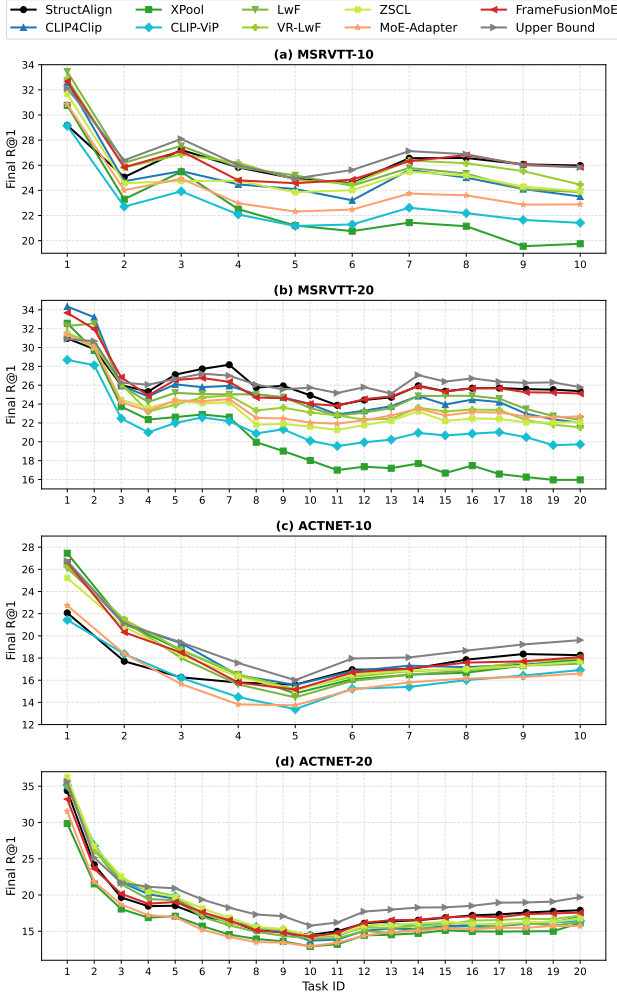 StructAlign XPool LwF ZSCL FrameFusionMoE
CLIP4Clip CLIP-ViP VR-LwF MoE-Adapter Upper Bound
(a) MSRVTT-10
Final R@1
34
32
30
28
26
24
22
20
1 2 3 4 5 6 7 8 9 10
(b) MSRVTT-20
Final R@1
34
32
30
28
26
24
22
20
18
16
1 2 3 4 5 6 7 8 9 10 11 12 13 14 15 16 17 18 19 20
(c) ACTNET-10
Final R@1
28
26
24
22
20
18
16
14
12
1 2 3 4 5 6 7 8 9 10
(d) ACTNET-20
Final R@1
35
30
25
20
15
1 2 3 4 5 6 7 8 9 10 11 12 13 14 15 16 17 18 19 20
Task ID